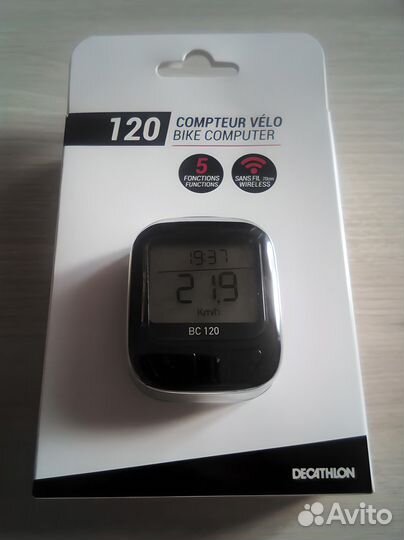 120
COMPTEUR VÉLO
BIKE COMPUTER
5
FONCTIONS
FUNCTIONS
SANS FIL 70cm
WIRELESS
19:37
21,9
Km/h
BC 120
DECATHLON
Avito